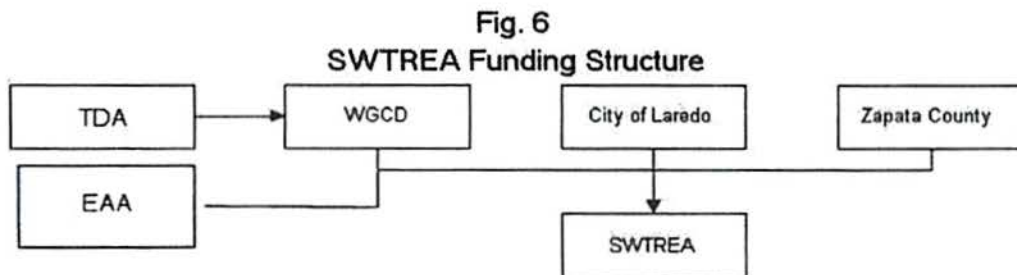 Fig. 6
SWTREA Funding Structure
TDA
WGCD
City of Laredo
Zapata County
EAA
SWTREA